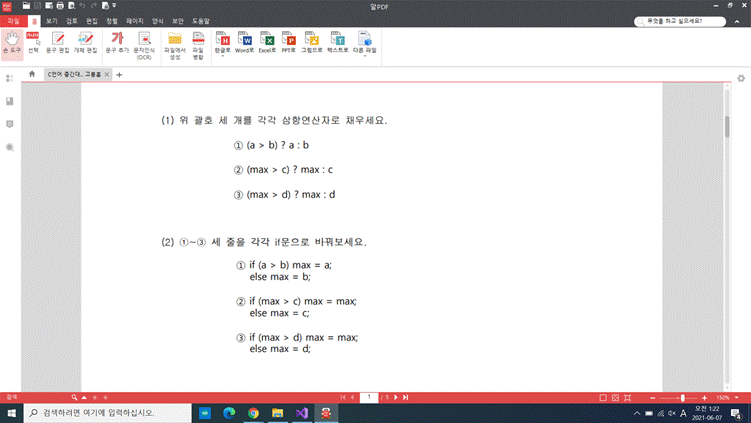 알PDF
파일 홈 보기 검토 편집 정렬 페이지 양식 보안 도움말
무엇을 하고 싶으세요?
손 도구 선택 문구 편집 개체 편집 문구 추가 문자인식 (OCR) 파일에서 생성 파일 병합 한글로 Word로 Excel로 PPT로 그림으로 텍스트로 다른 파일
C언어 중간대... 고룡흠
(1) 위 괄호 세 개를 각각 삼항연산자로 채우세요.
① (a > b) ? a : b
② (max > c) ? max : c
③ (max > d) ? max : d
(2) ①~③ 세 줄을 각각 if문으로 바꿔보세요.
① if (a > b) max = a;
else max = b;
② if (max > c) max = max;
else max = c;
③ if (max > d) max = max;
else max = d;
검색 1 / 5 150%
검색하려면 여기에 입력하십시오.
A 오전 1:22
2021-06-07
4